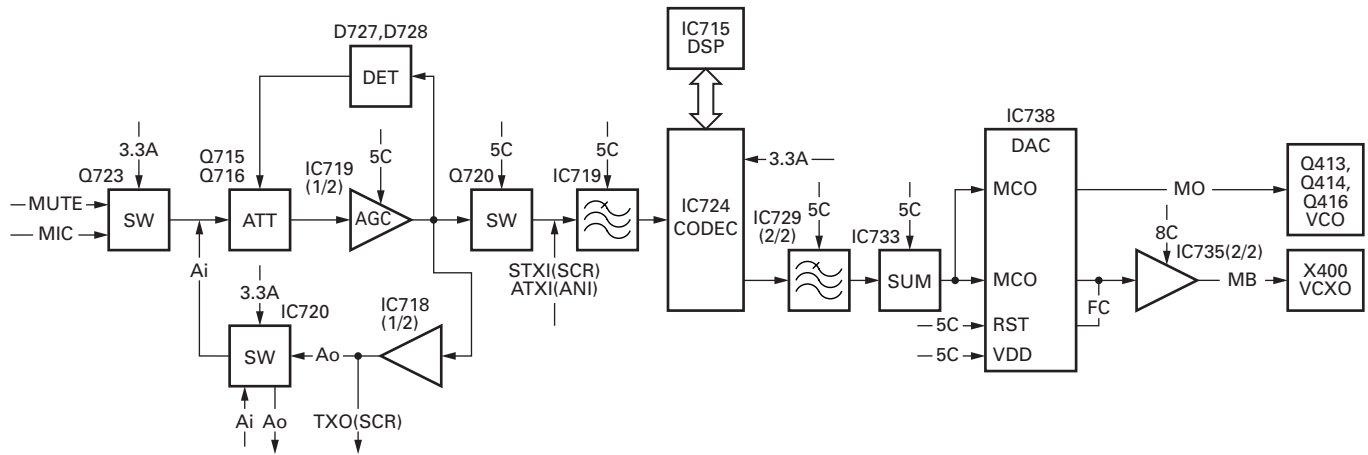 D727,D728
DET
IC715
DSP
3.3A
Q723
MUTE
MIC
SW
Q715
Q716
ATT
IC719
(1/2)
5C
AGC
5C
Q720
SW
5C
IC719
STXI(SCR)
ATXI(ANI)
Ai
3.3A
IC720
SW
Ao
IC718
(1/2)
Ai
Ao
TXO(SCR)
IC724
CODEC
3.3A
IC729
(2/2)
5C
5C
IC733
SUM
IC738
DAC
MCO
MCO
5C
RST
5C
VDD
FC
MO
8C
IC735(2/2)
MB
Q413,
Q414,
Q416
VCO
X400
VCXO